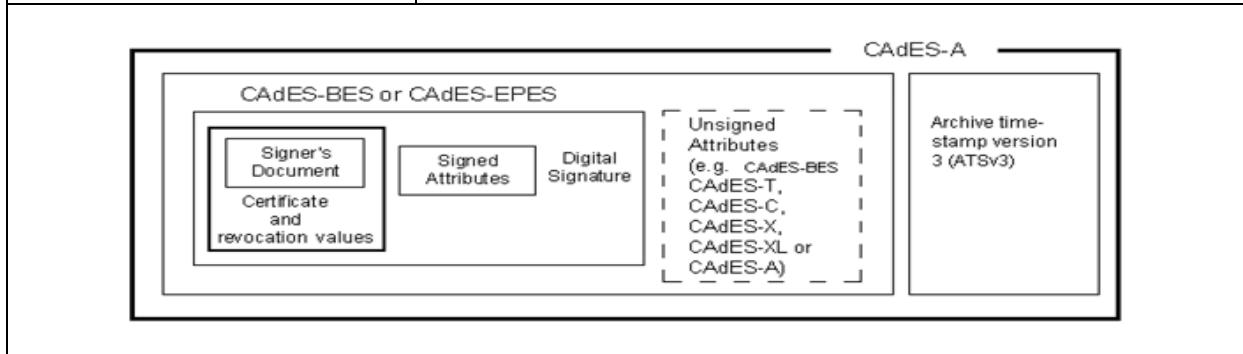 CAdES-A
CAdES-BES or CAdES-EPES
Signer's
Document
Certificate
and
revocation values
Signed
Attributes
Digital
Signature
Unsigned
Attributes
(e.g. CAdES-BES
CAdES-T,
CAdES-C,
CAdES-X,
CAdES-XL or
CAdES-A)
Archive time-
stamp version
3 (ATSv3)